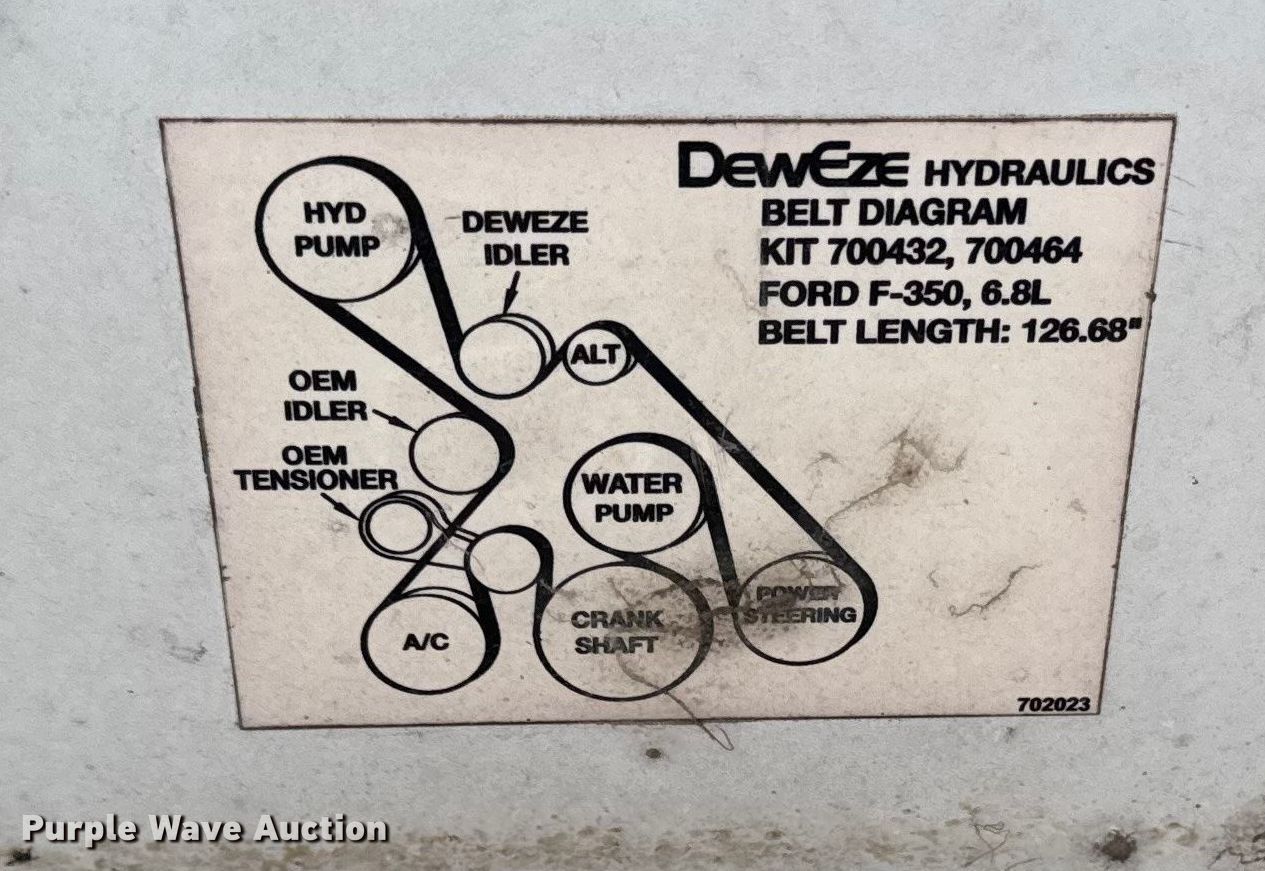 DewEze HYDRAULICS
BELT DIAGRAM
KIT 700432, 700464
FORD F-350, 6.8L
BELT LENGTH: 126.68"
HYD
PUMP
DEWEZE
IDLER
ALT
OEM
IDLER
OEM
TENSIONER
WATER
PUMP
POWER
STEERING
CRANK
SHAFT
A/C
702023
Purple Wave Auction